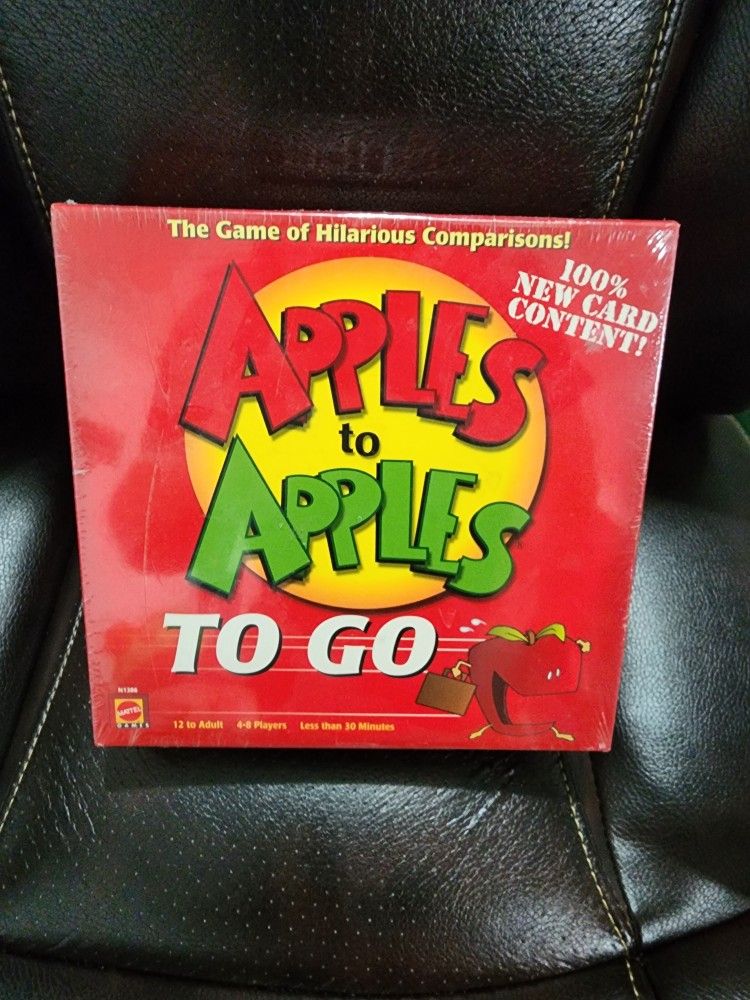 The Game of Hilarious Comparisons!
100%
NEW CARD
CONTENT!
APPLES
to
APPLES
®
TO GO
N1386
MATTEL
GAMES
12 to Adult 4-8 Players Less than 30 Minutes